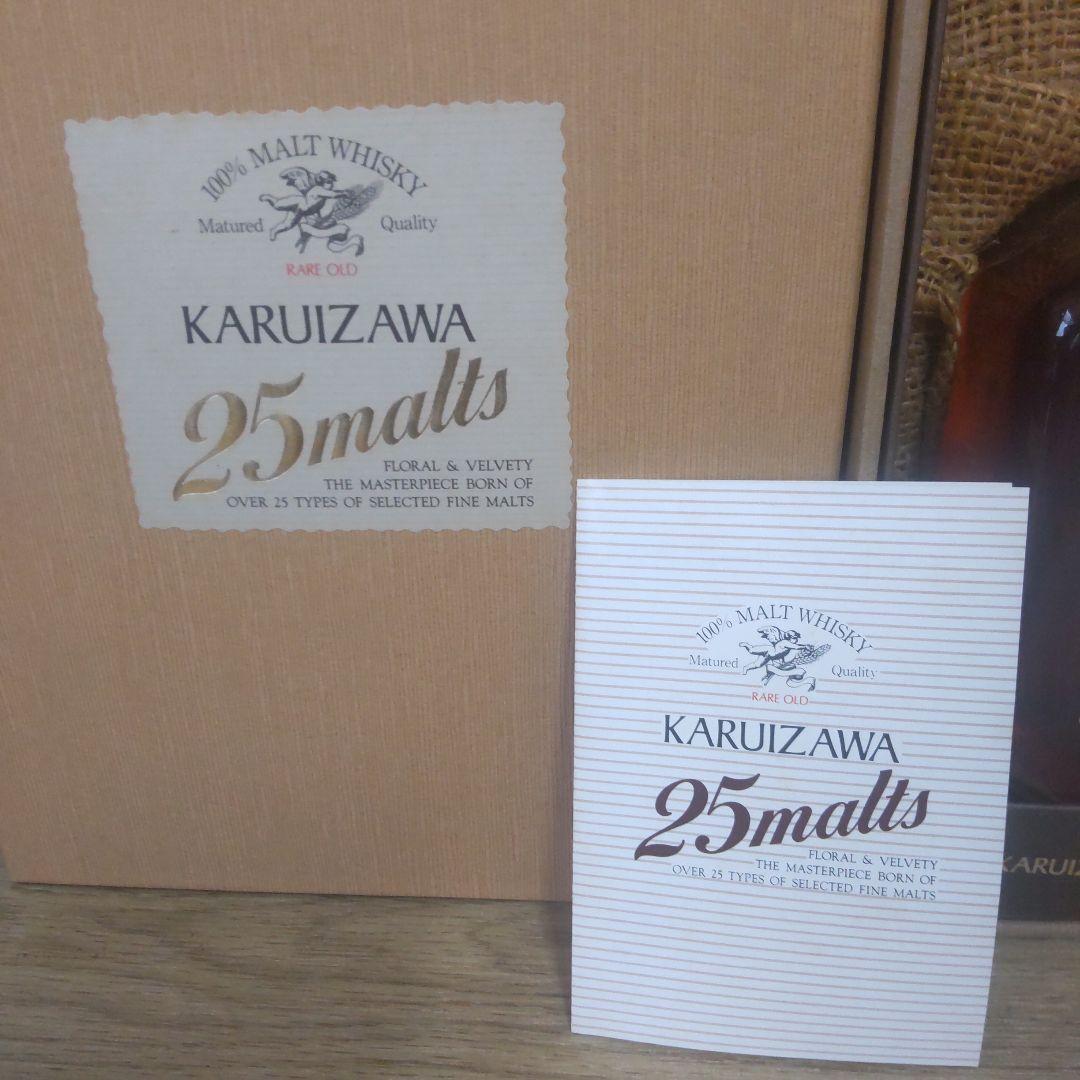 100% MALT WHISKY
Matured Quality
RARE OLD
KARUIZAWA
25malts
FLORAL & VELVETY
THE MASTERPIECE BORN OF
OVER 25 TYPES OF SELECTED FINE MALTS
100% MALT WHISKY
Matured Quality
RARE OLD
KARUIZAWA
25malts
FLORAL & VELVETY
THE MASTERPIECE BORN OF
OVER 25 TYPES OF SELECTED FINE MALTS